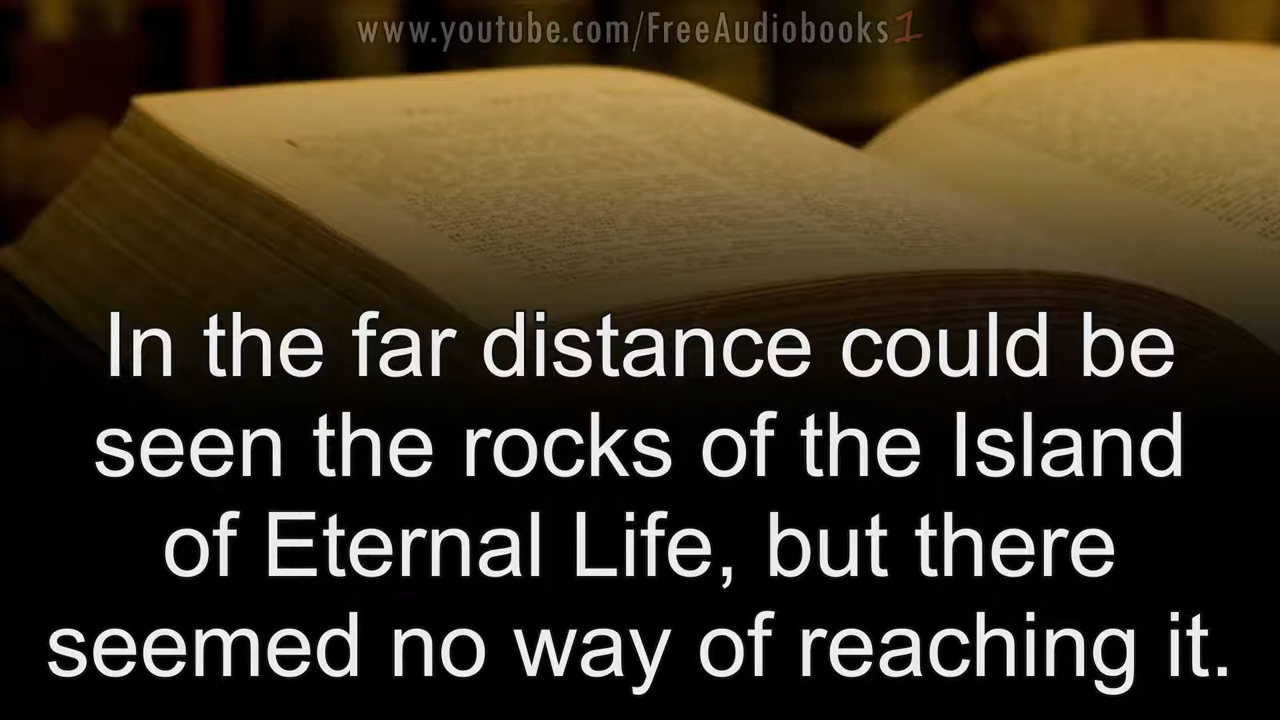 www.youtube.com/FreeAudiobooks1
In the far distance could be
seen the rocks of the Island
of Eternal Life, but there
seemed no way of reaching it.